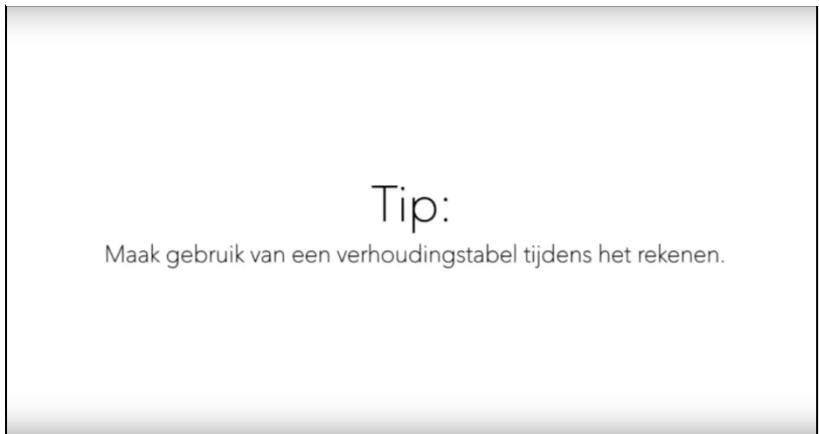 Tip:
Maak gebruik van een verhoudingstabel tijdens het rekenen.